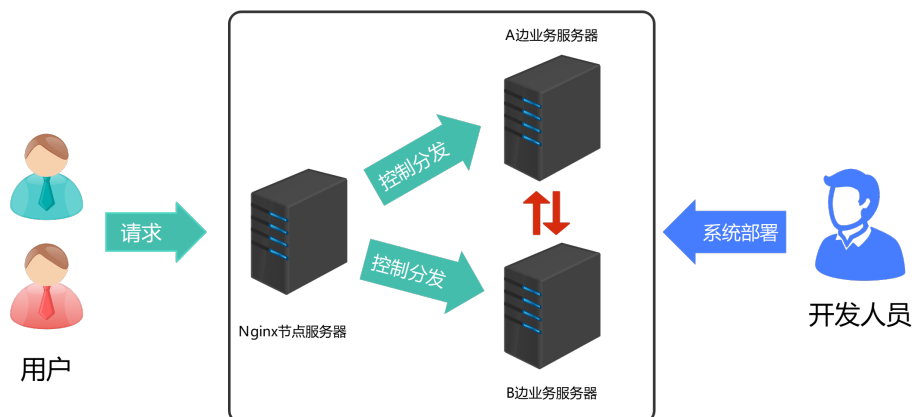 A边业务服务器
控制分发
请求
系统部署
控制分发
开发人员
Nginx节点服务器
用户
B边业务服务器